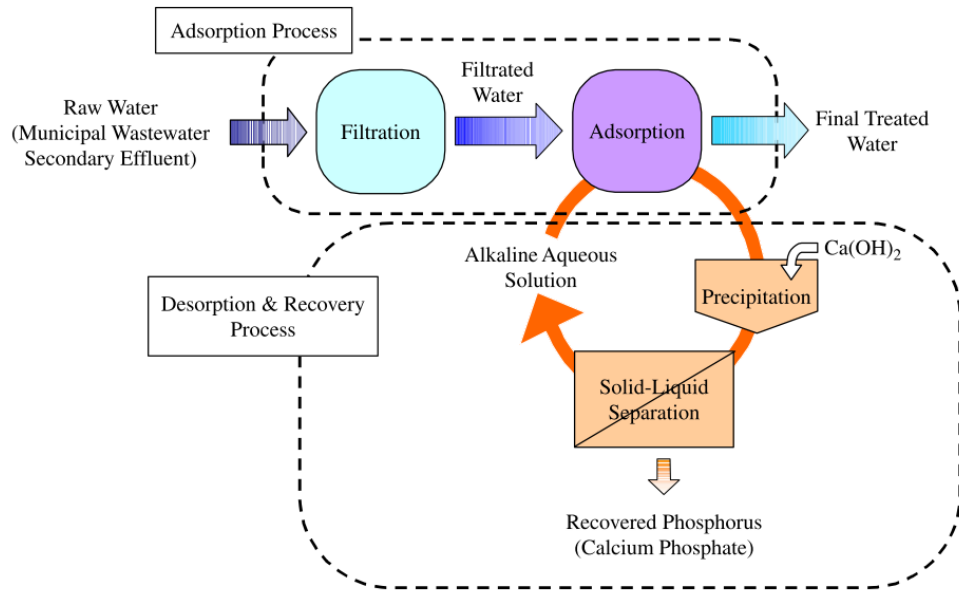 Adsorption Process
Raw Water
(Municipal Wastewater
Secondary Effluent)
Filtration
Filtrated
Water
Adsorption
Final Treated
Water
Alkaline Aqueous
Solution
Ca(OH)₂
Precipitation
Desorption & Recovery
Process
Solid-Liquid
Separation
Recovered Phosphorus
(Calcium Phosphate)